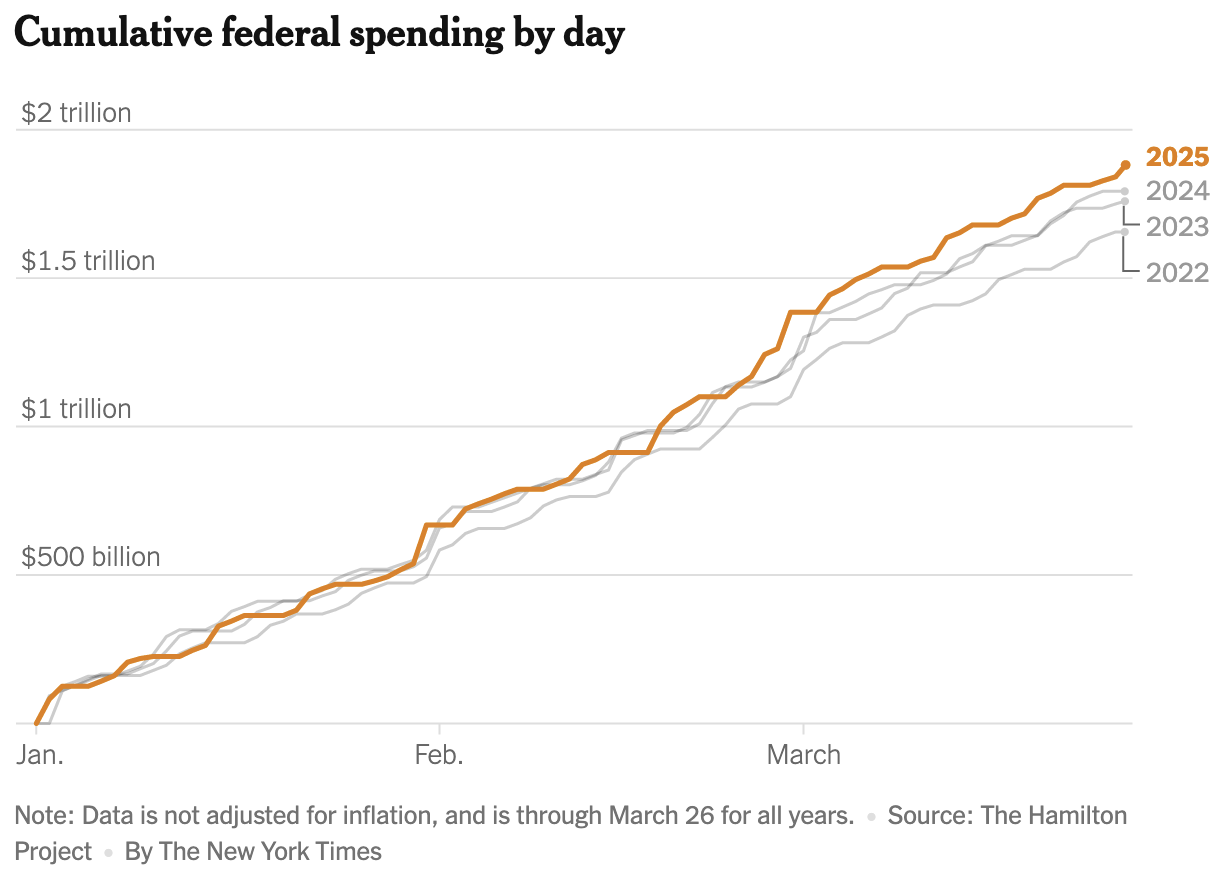 Cumulative federal spending by day
$2 trillion
2025
2024
2023
$1.5 trillion
2022
$1 trillion
$500 billion
Jan.
Feb.
March
Note: Data is not adjusted for inflation, and is through March 26 for all years. • Source: The Hamilton
Project • By The New York Times